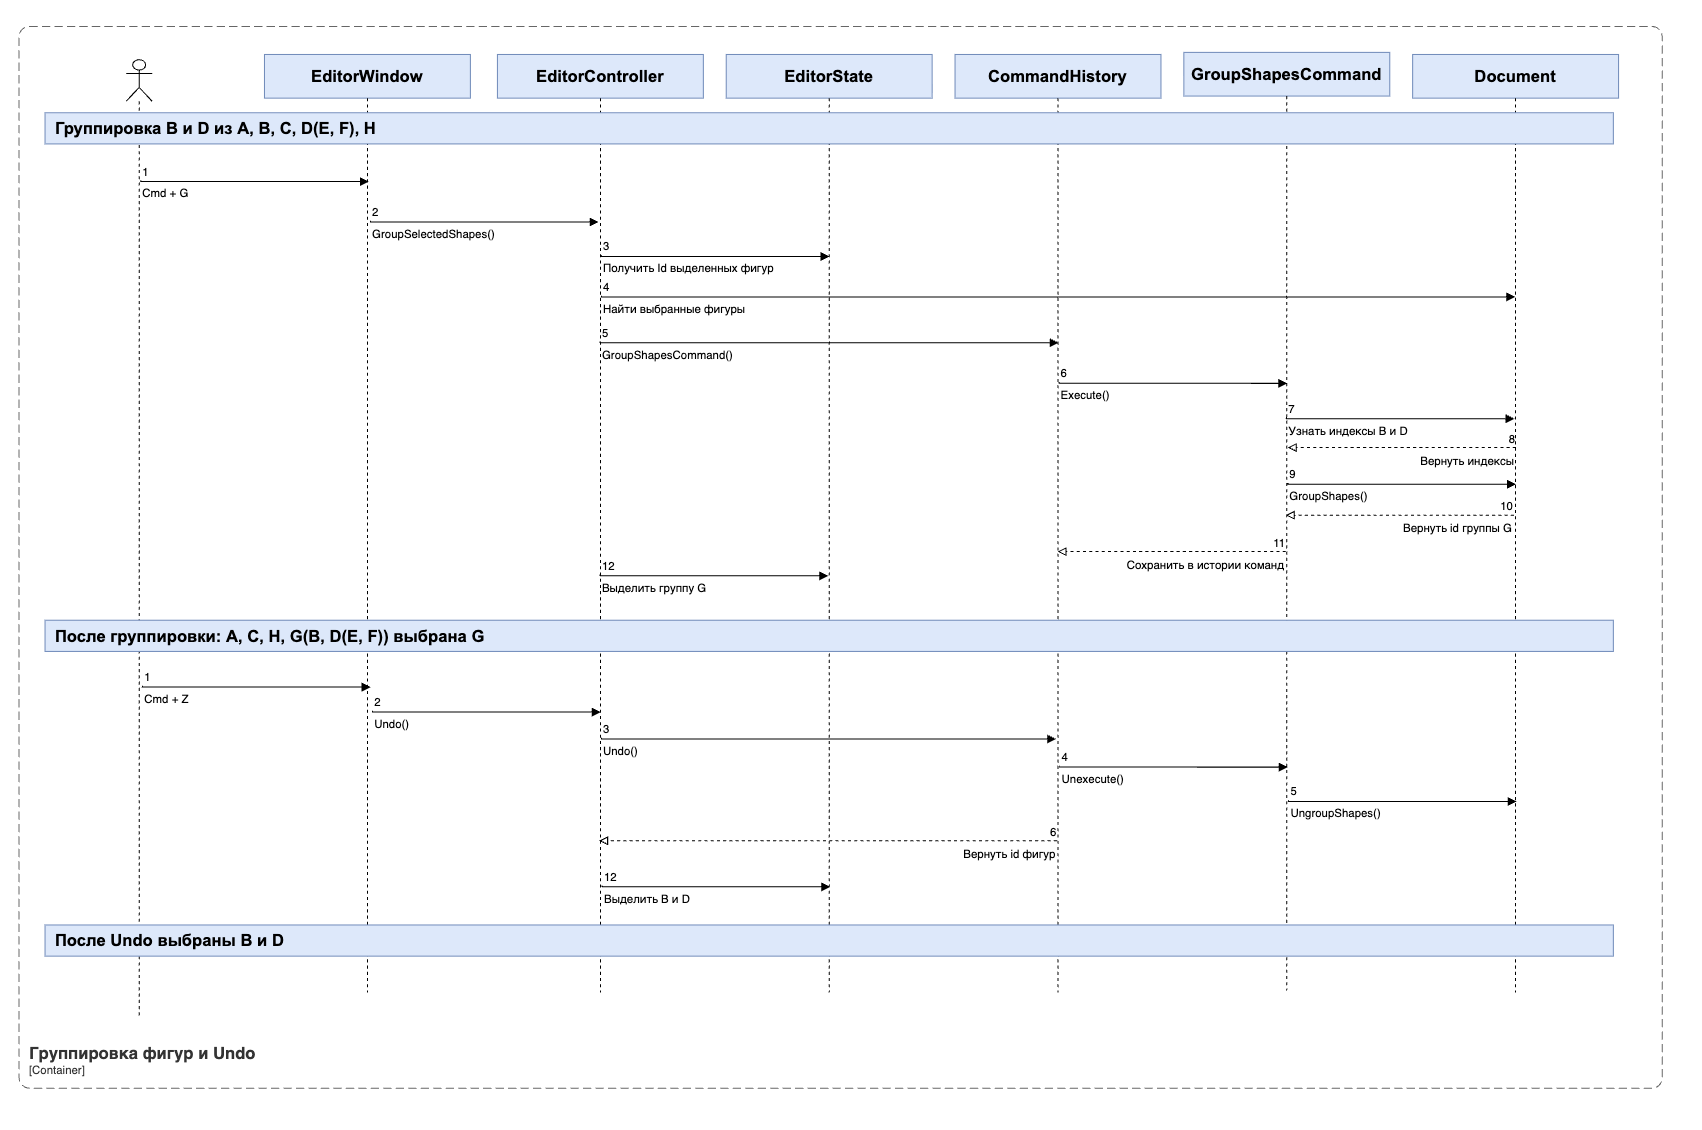 EditorWindow
EditorController
EditorState
CommandHistory
GroupShapesCommand
Document
Группировка B и D из A, B, C, D(E, F), H
1
Cmd + G
2
GroupSelectedShapes()
3
Получить Id выделенных фигур
4
Найти выбранные фигуры
5
GroupShapesCommand()
6
Execute()
7
Узнать индексы B и D
8
Вернуть индексы
9
GroupShapes()
10
Вернуть id группы G
11
Сохранить в истории команд
12
Выделить группу G
После группировки: A, C, H, G(B, D(E, F)) выбрана G
1
Cmd + Z
2
Undo()
3
Undo()
4
Unexecute()
5
UngroupShapes()
6
Вернуть id фигур
12
Выделить B и D
После Undo выбраны B и D
Группировка фигур и Undo
[Container]